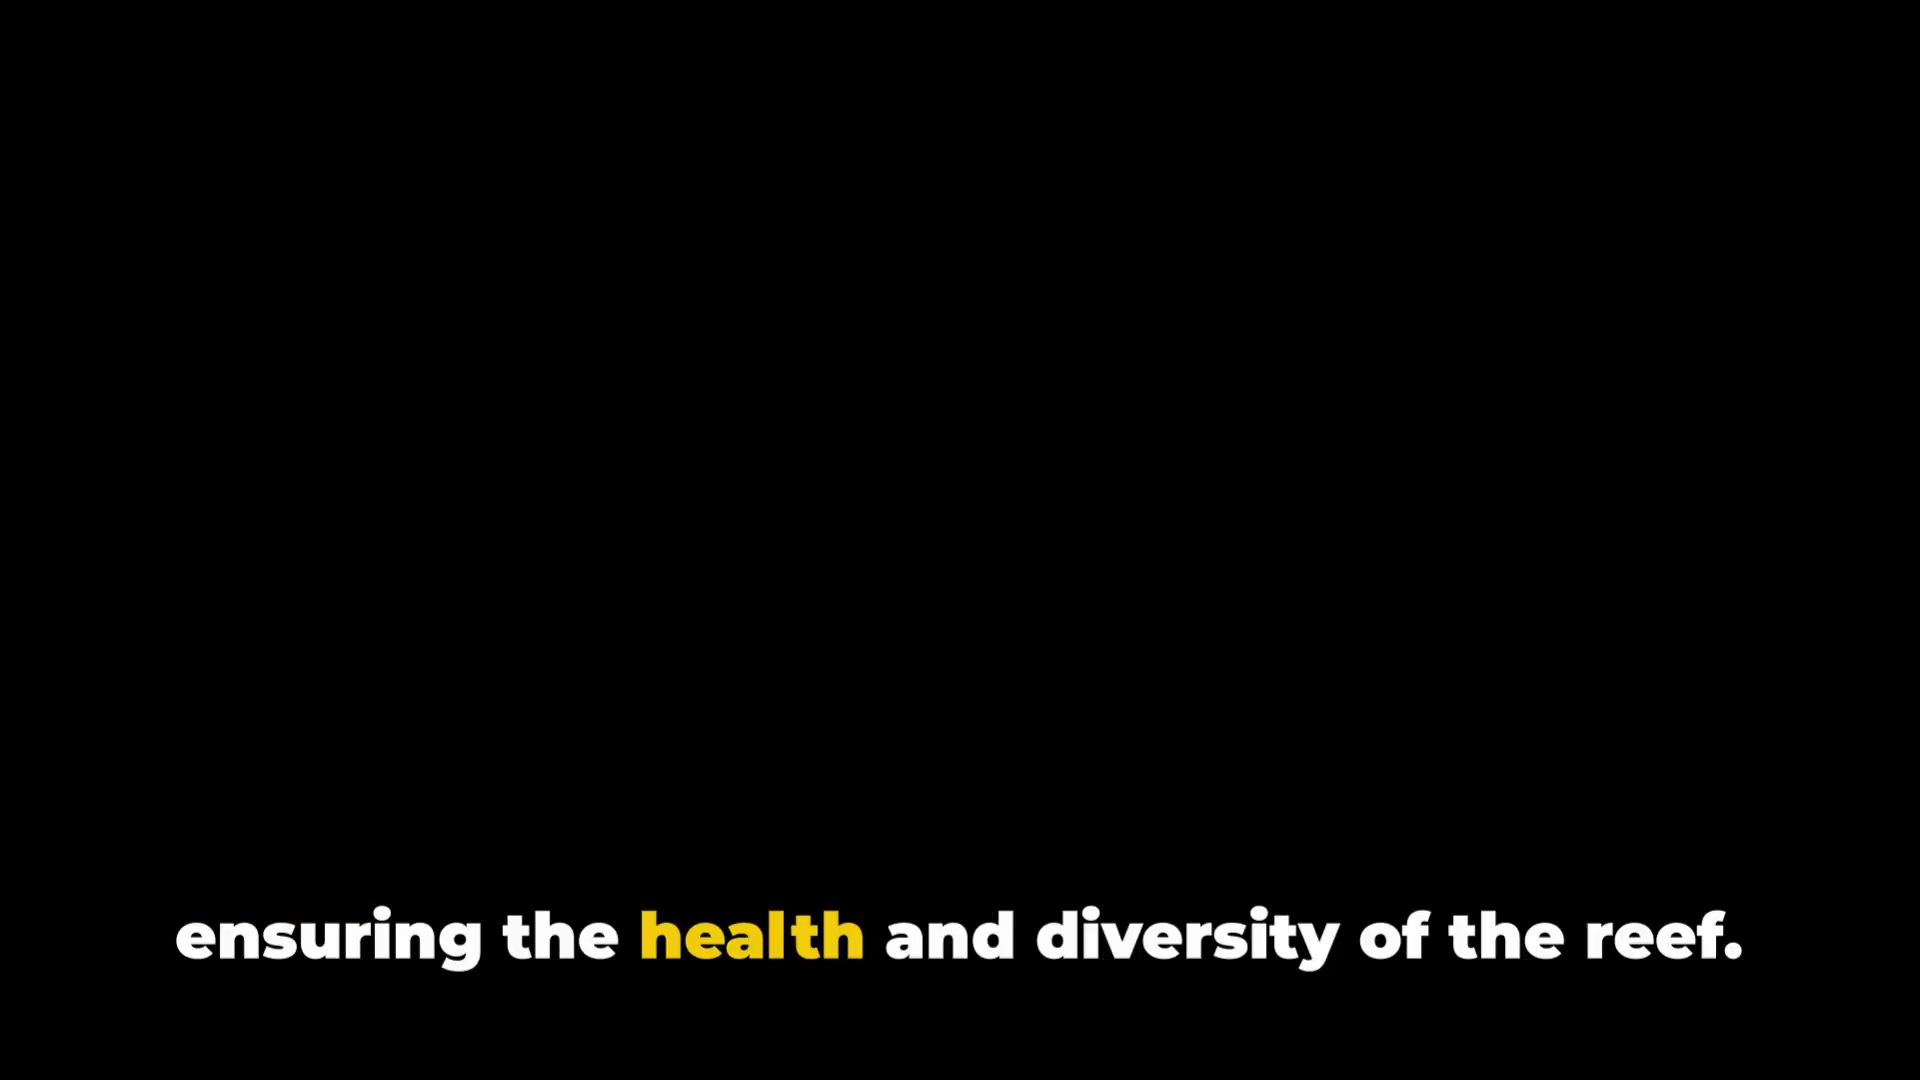 ensuring the health and diversity of the reef.